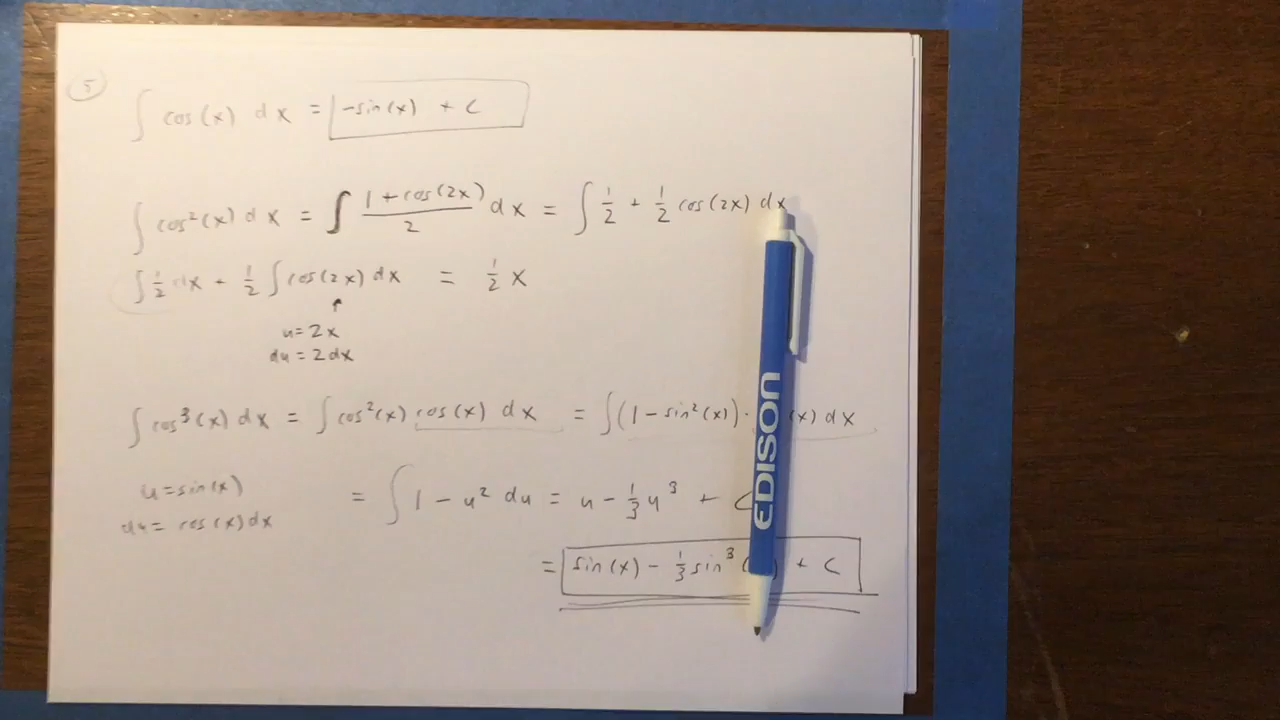 5
∫ cos(x) dx = -sin(x) + C
∫ cos²(x) dx = ∫ 1 + cos(2x) / 2 dx = ∫ 1/2 + 1/2 cos(2x) dx
∫ 1/2 dx + 1/2 ∫ cos(2x) dx = 1/2 x
u = 2x
du = 2dx
∫ cos³(x) dx = ∫ cos²(x) cos(x) dx = ∫ (1 - sin²(x)) · (x) dx
u = sin(x)
= ∫ 1 - u² du = u - 1/3 u³ + C
du = cos(x) dx
= sin(x) - 1/3 sin³ ( ) + C
EDISON